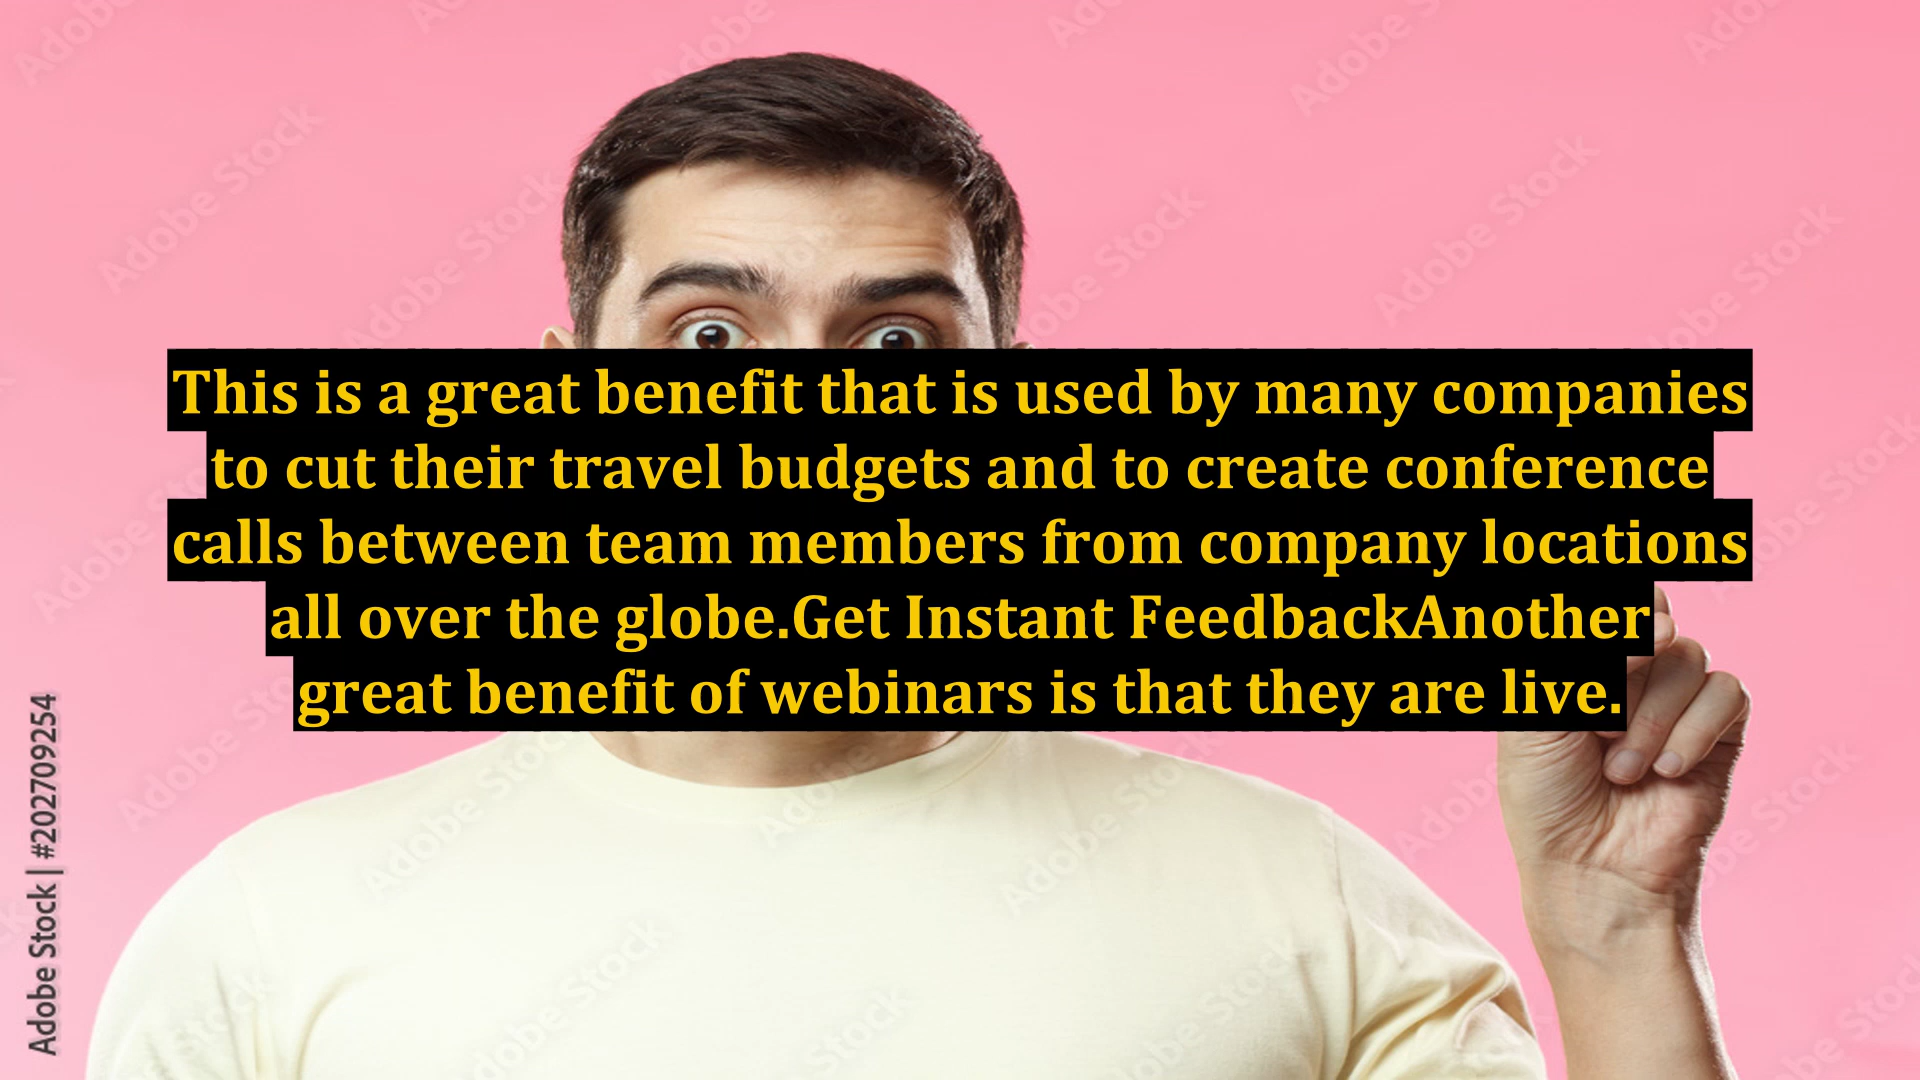 This is a great benefit that is used by many companies
to cut their travel budgets and to create conference
calls between team members from company locations
all over the globe.Get Instant FeedbackAnother
great benefit of webinars is that they are live.
Adobe Stock | #202709254
Adobe Stock